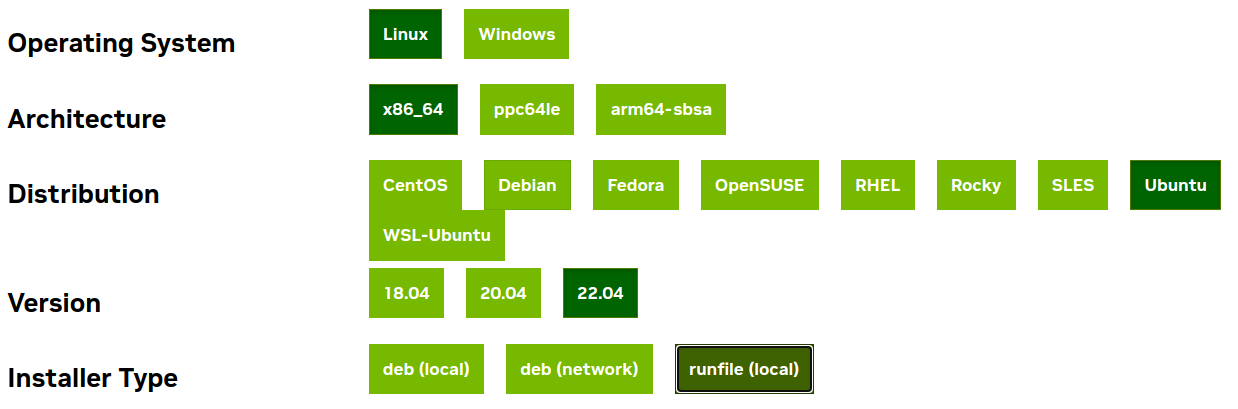 Operating System Linux Windows
Architecture x86_64 ppc64le arm64-sbsa
Distribution CentOS Debian Fedora OpenSUSE RHEL Rocky SLES Ubuntu
WSL-Ubuntu
Version 18.04 20.04 22.04
Installer Type deb (local) deb (network) runfile (local)